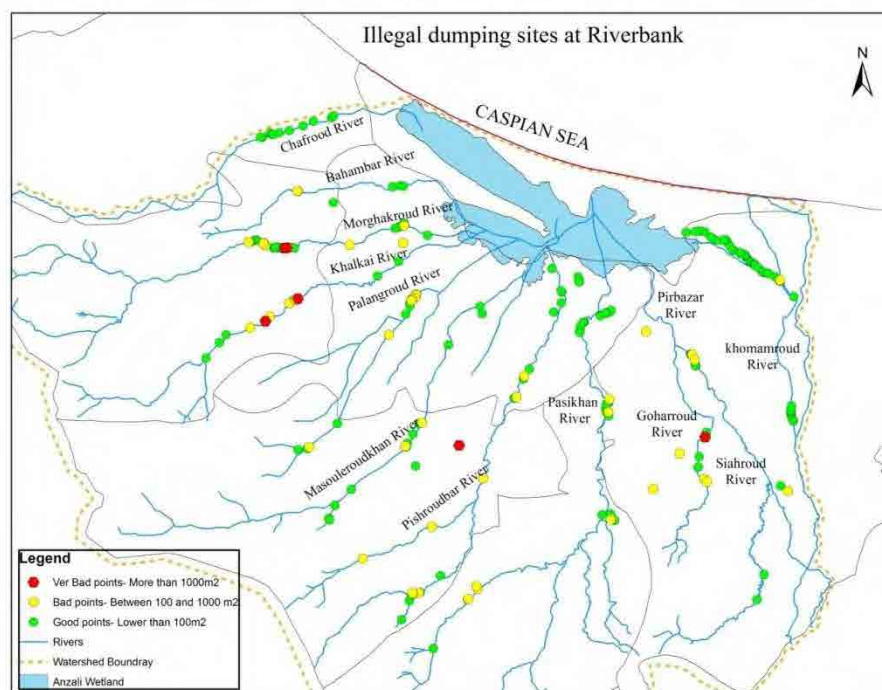 Illegal dumping sites at Riverbank
N
CASPIAN SEA
Chafrood River
Bahambar River
Morghakroud River
Khalkai River
Palangroud River
Pirbazar
River
khomamroud
River
Pasikhan
River
Goharroud
River
Masouleroudkhan River
Siahroud
River
Pishroudbar River
Legend
Ver Bad points- More than 1000m2
Bad points- Between 100 and 1000 m2
Good points- Lower than 100m2
Rivers
Watershed Boundray
Anzali Wetland